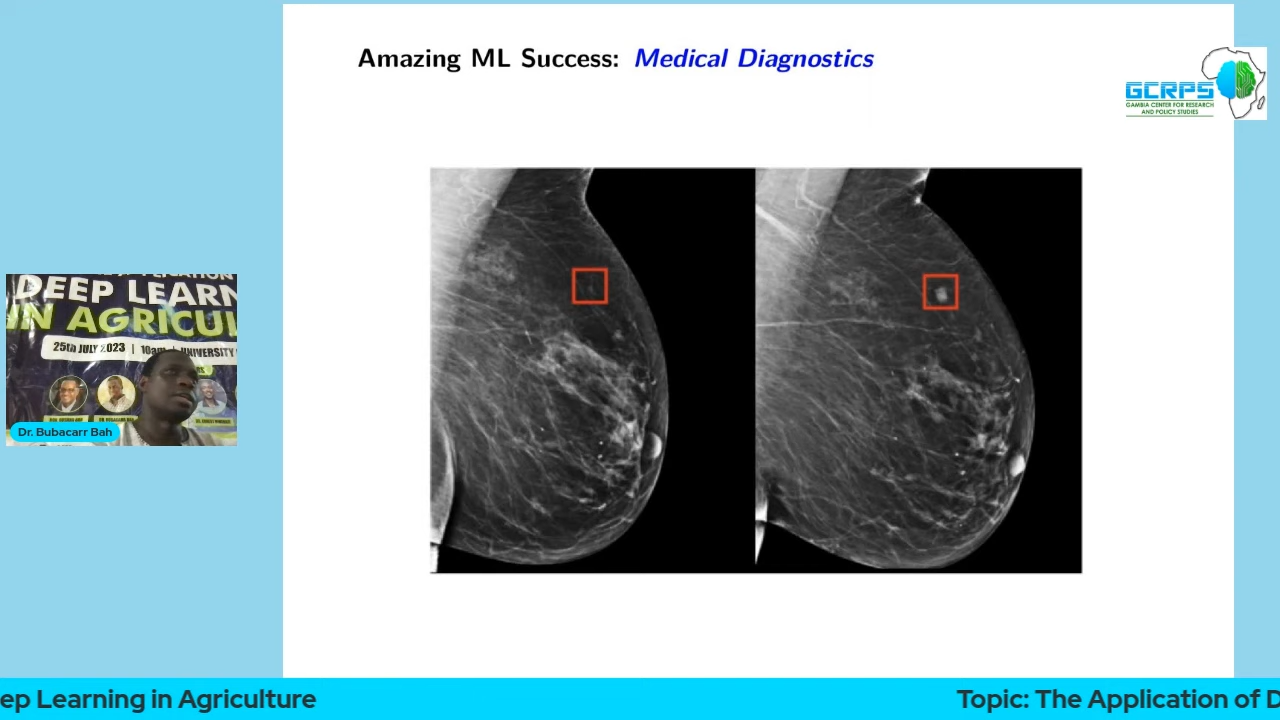 Amazing ML Success: Medical Diagnostics
GCRPS
GAMBIA CENTER FOR RESEARCH
AND POLICY STUDIES
DEEP LEARN
IN AGRICUL
25th JULY 2023 | 10am | UNIVERSITY
Dr. Bubacarr Bah
ep Learning in Agriculture
Topic: The Application of D